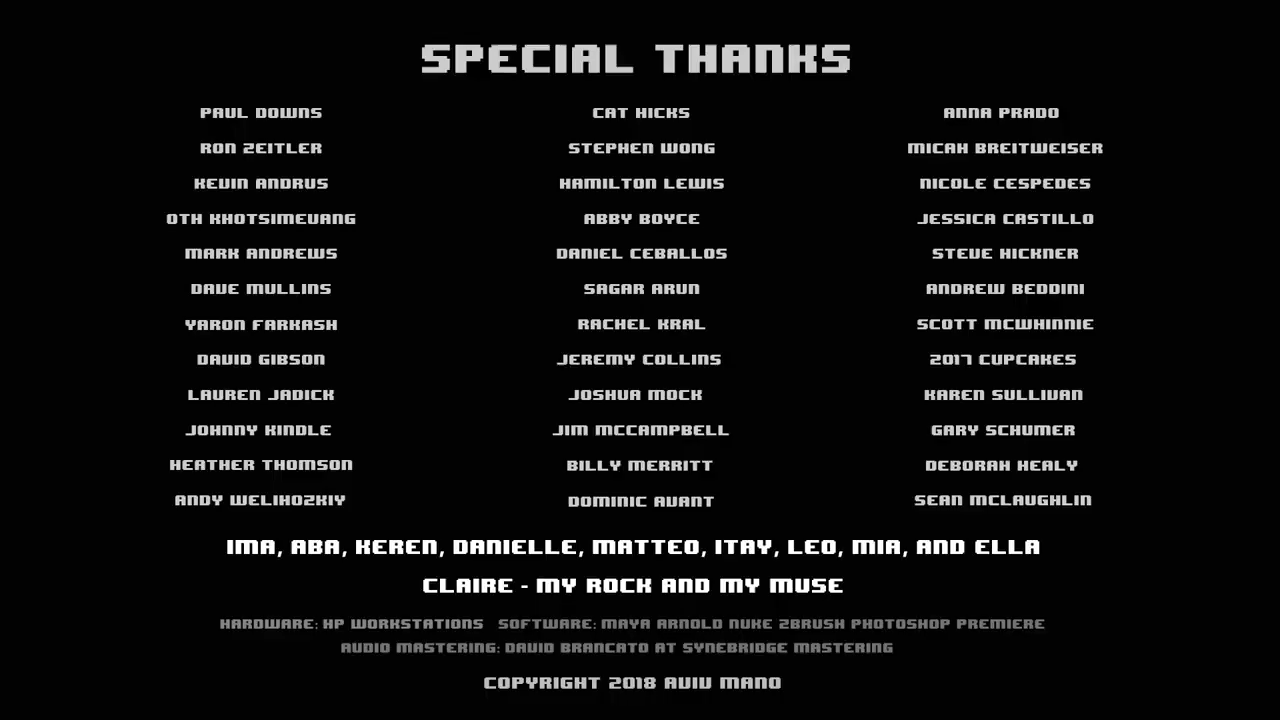 SPECIAL THANKS
PAUL DOWNS CAT HICKS ANNA PRADO
RON ZEITLER STEPHEN WONG MICAH BREITWEISER
KEVIN ANDRUS HAMILTON LEWIS NICOLE CESPEDES
OTH KHOTSIMEUANG ABBY BOYCE JESSICA CASTILLO
MARK ANDREWS DANIEL CEBALLOS STEVE HICKNER
DAVE MULLINS SAGAR ARUN ANDREW BEDDINI
YARON FARKASH RACHEL KRAL SCOTT MCWHINNIE
DAVID GIBSON JEREMY COLLINS 2017 CUPCAKES
LAUREN JADICK JOSHUA MOCK KAREN SULLIVAN
JOHNNY KINDLE JIM MCCAMPBELL GARY SCHUMER
HEATHER THOMSON BILLY MERRITT DEBORAH HEALY
ANDY WELIHOZKIY DOMINIC AVANT SEAN MCLAUGHLIN
IMA, ABA, KEREN, DANIELLE, MATTEO, ITAY, LEO, MIA, AND ELLA
CLAIRE - MY ROCK AND MY MUSE
HARDWARE: HP WORKSTATIONS SOFTWARE: MAYA ARNOLD NUKE ZBRUSH PHOTOSHOP PREMIERE
AUDIO MASTERING: DAVID BRANCATO AT SYNEBRIDGE MASTERING
COPYRIGHT 2018 AVIV MANO